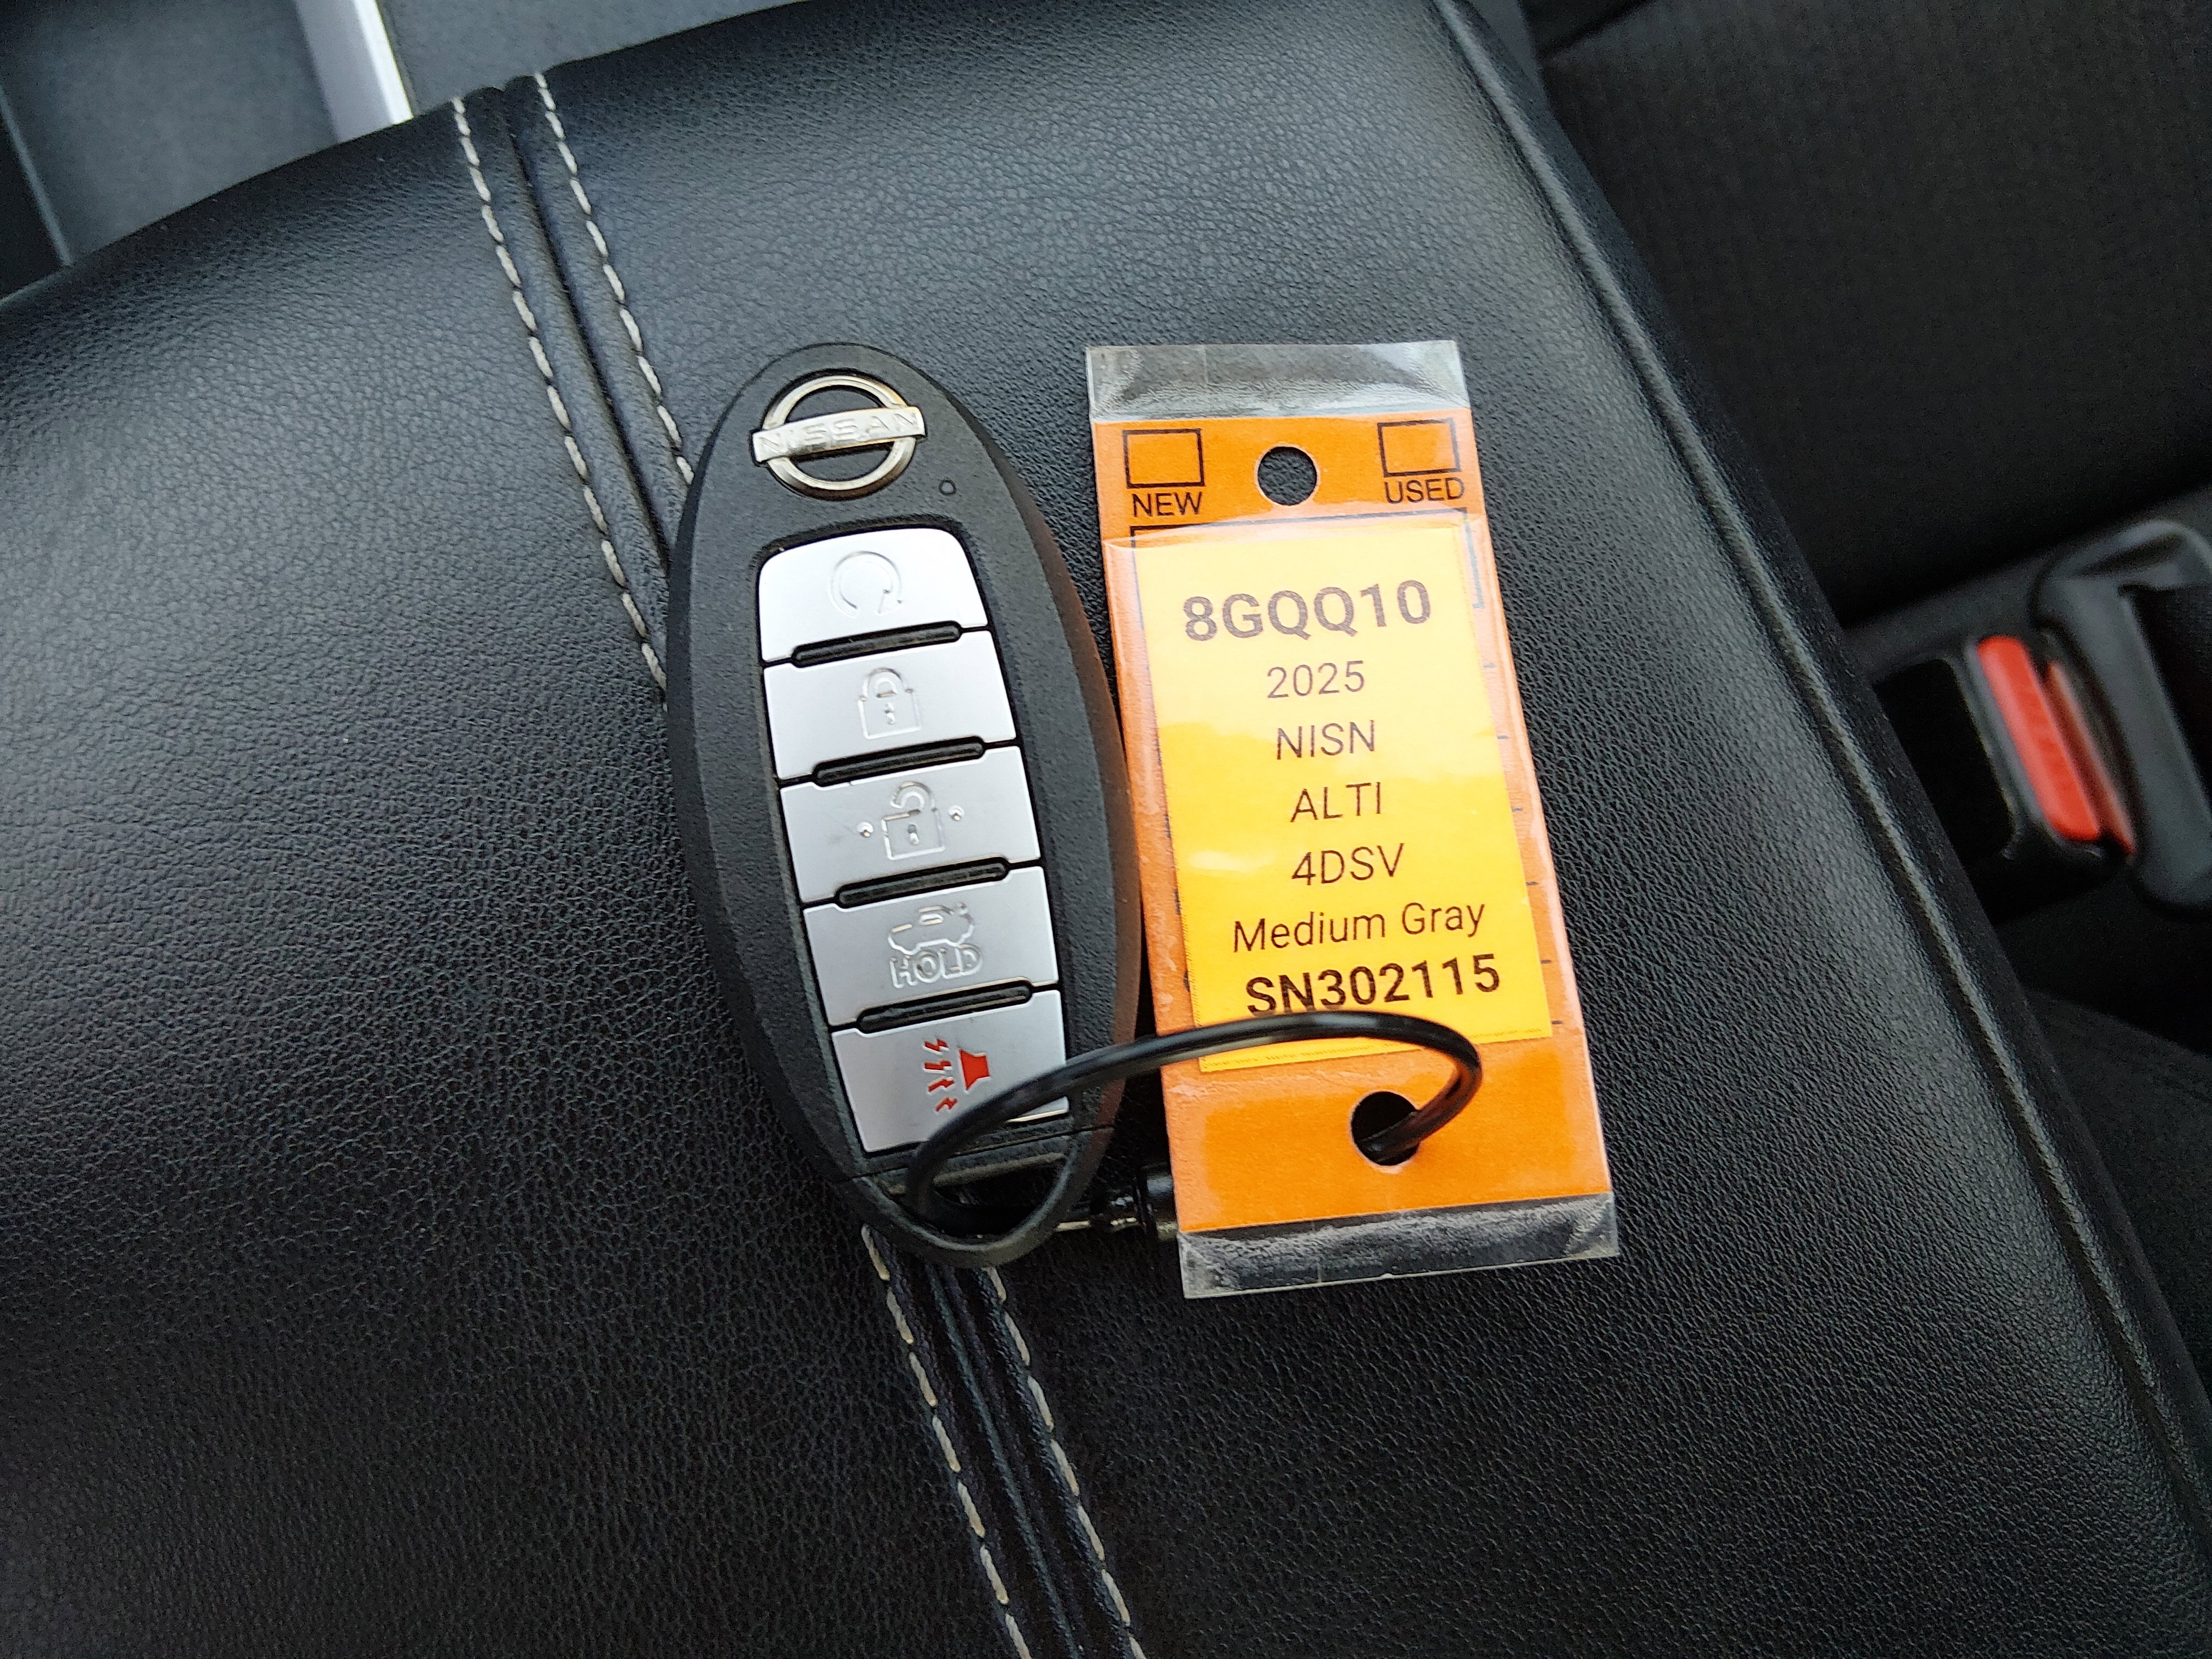 NISSAN
HOLD
NEW
USED
8GQQ10
2025
NISN
ALTI
4DSV
Medium Gray
SN302115